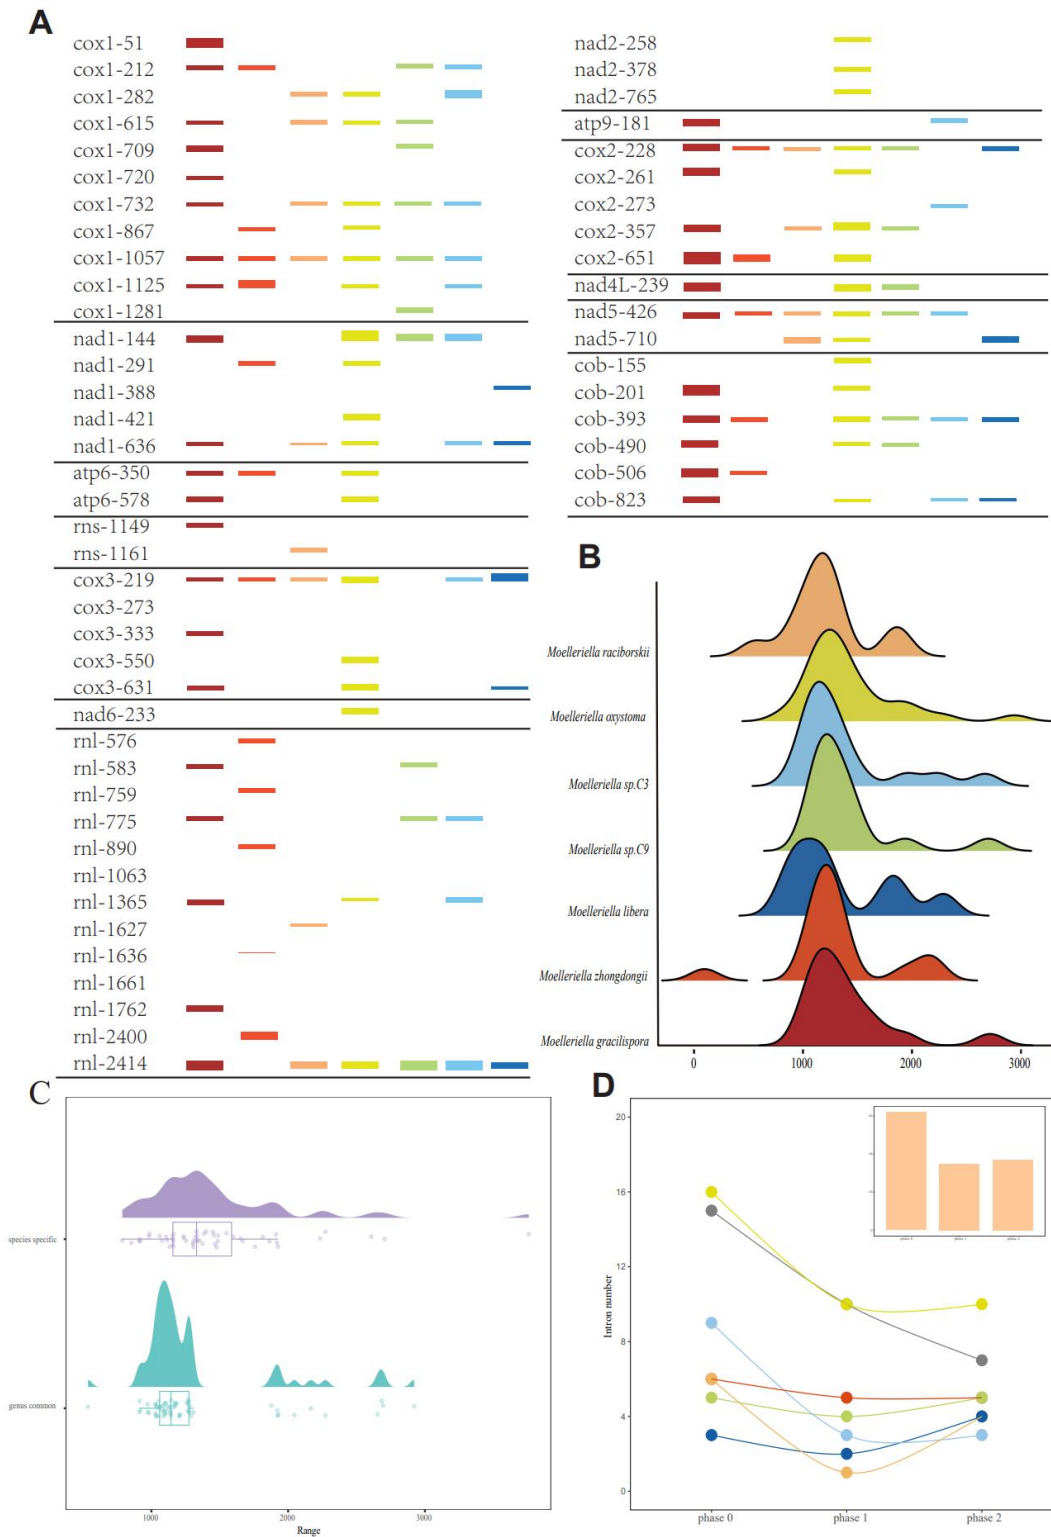 A
cox1-51
cox1-212
cox1-282
cox1-615
cox1-709
cox1-720
cox1-732
cox1-867
cox1-1057
cox1-1125
cox1-1281
nad1-144
nad1-291
nad1-388
nad1-421
nad1-636
atp6-350
atp6-578
rns-1149
rns-1161
cox3-219
cox3-273
cox3-333
cox3-550
cox3-631
nad6-233
rnl-576
rnl-583
rnl-759
rnl-775
rnl-890
rnl-1063
rnl-1365
rnl-1627
rnl-1636
rnl-1661
rnl-1762
rnl-2400
rnl-2414
nad2-258
nad2-378
nad2-765
atp9-181
cox2-228
cox2-261
cox2-273
cox2-357
cox2-651
nad4L-239
nad5-426
nad5-710
cob-155
cob-201
cob-393
cob-490
cob-506
cob-823
B
Moelleriella raciborskii
Moelleriella oxystoma
Moelleriella sp.C3
Moelleriella sp.C9
Moelleriella libera
Moelleriella zhongdongii
Moelleriella gracilispora
0 1000 2000 3000
C
species specific
genus common
1000 2000 3000
Range
D
20
16
12
8
4
0
Intron number
phase 0 phase 1 phase 2
phase 0 phase 1 phase 2